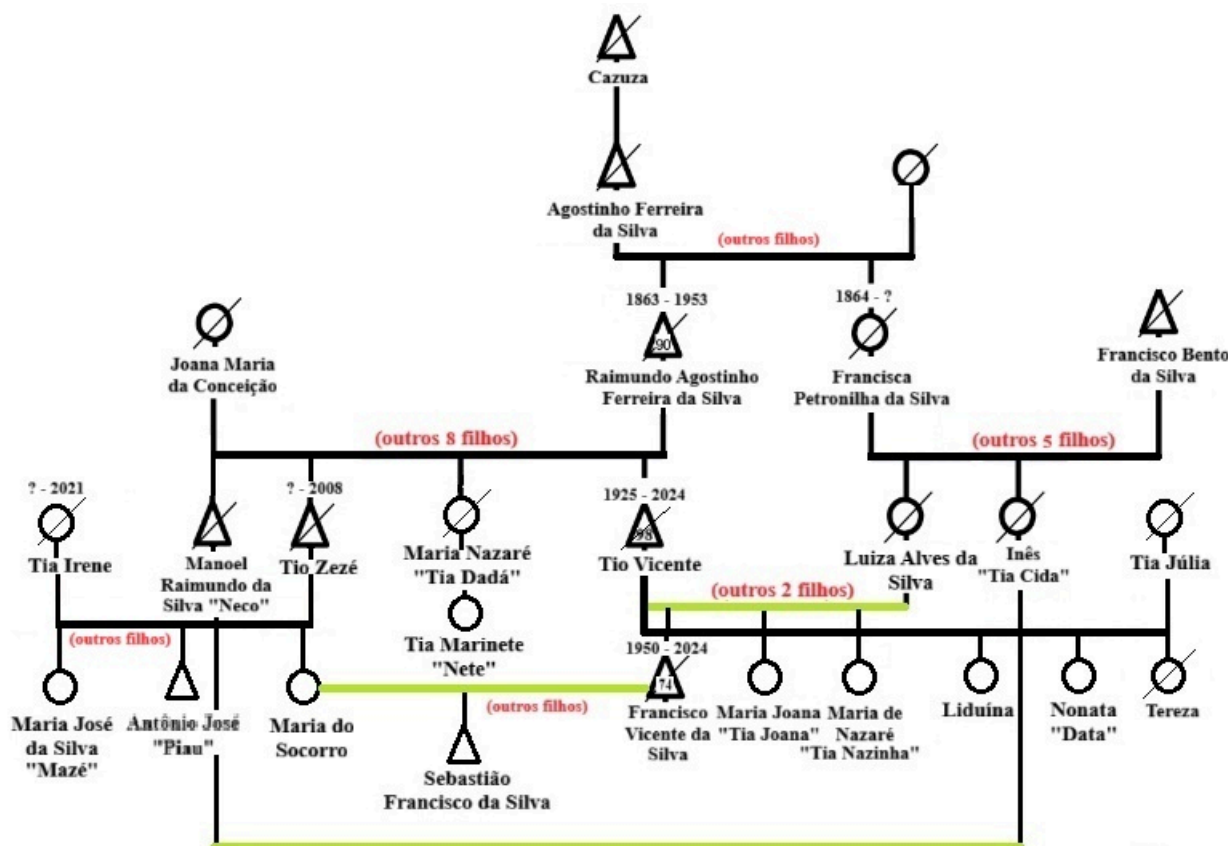 Cazuza
Agostinho Ferreira
da Silva
(outros filhos)
1863 - 1953
1864 - ?
90
Joana Maria
da Conceição
Raimundo Agostinho
Ferreira da Silva
Francisca
Petronilha da Silva
Francisco Bento
da Silva
(outros 8 filhos)
(outros 5 filhos)
? - 2021
? - 2008
1925 - 2024
98
Tia Irene
Manoel
Raimundo da
Silva "Neco"
Tio Zezé
Maria Nazaré
"Tia Dadá"
Tio Vicente
Luiza Alves da
Silva
Inês
"Tia Cida"
Tia Júlia
(outros 2 filhos)
(outros filhos)
Tia Marinete
"Nete"
1950 - 2024
74
Maria José
da Silva
"Mazé"
Antônio José
"Piau"
Maria do
Socorro
(outros filhos)
Sebastião
Francisco da Silva
Francisco
Vicente da
Silva
Maria Joana
"Tia Joana"
Maria de
Nazaré
"Tia Nazinha"
Liduína
Nonata
"Data"
Tereza